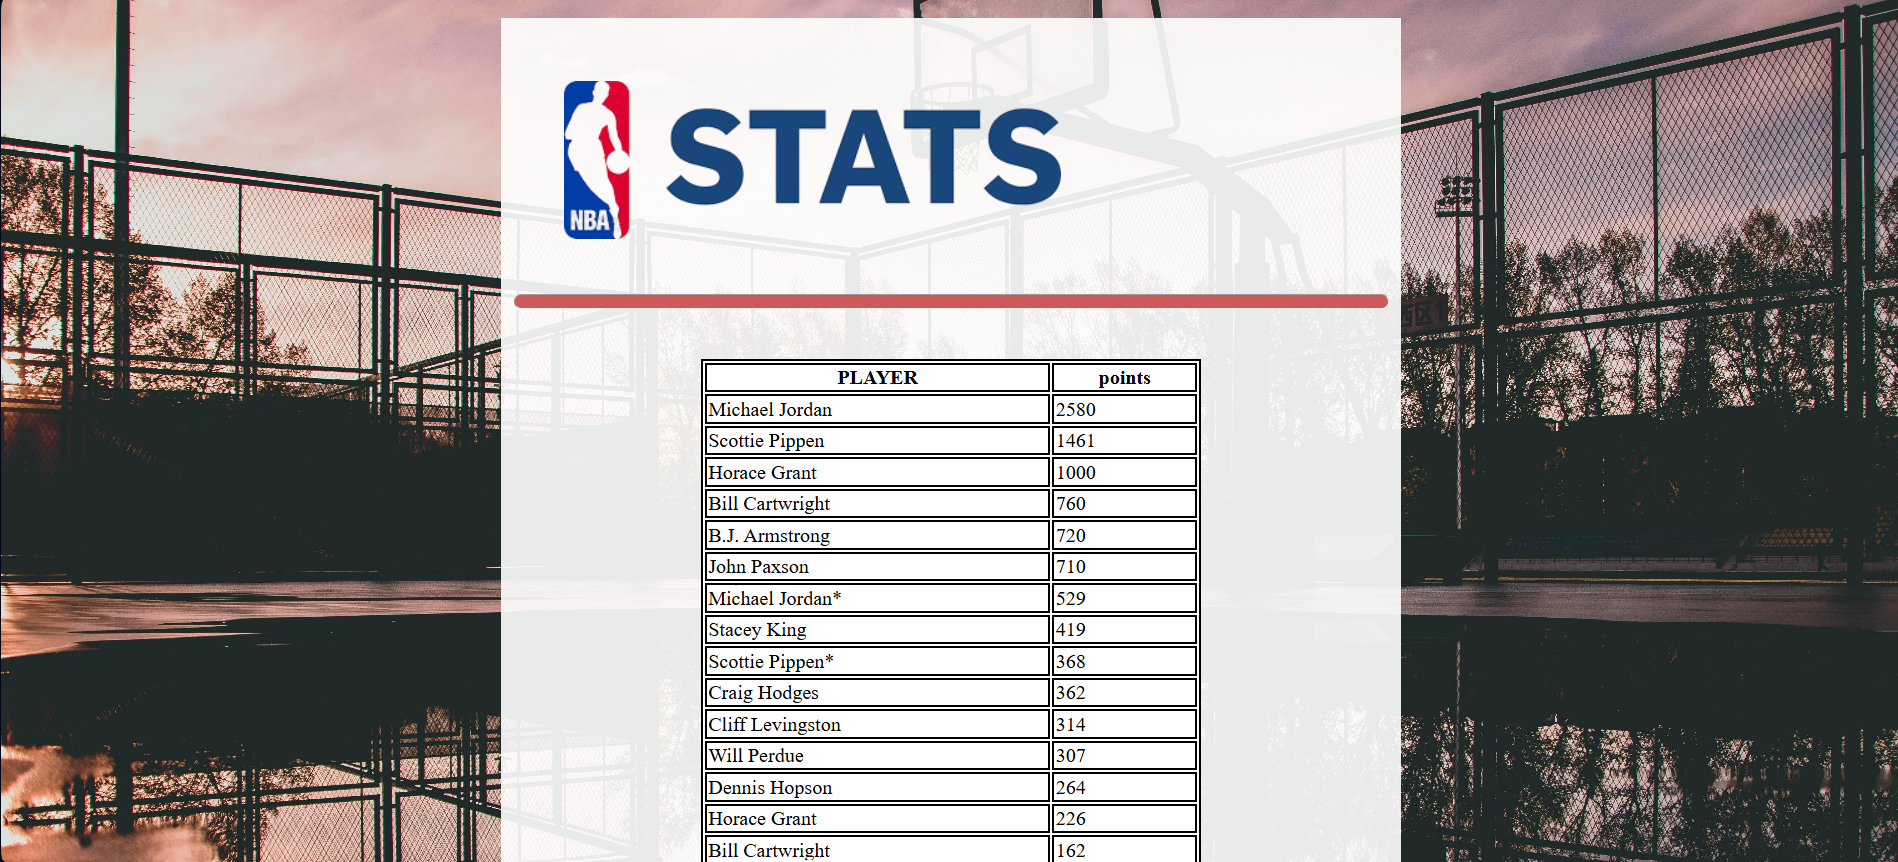 NBA
STATS
PLAYER points
Michael Jordan 2580
Scottie Pippen 1461
Horace Grant 1000
Bill Cartwright 760
B.J. Armstrong 720
John Paxson 710
Michael Jordan* 529
Stacey King 419
Scottie Pippen* 368
Craig Hodges 362
Cliff Levingston 314
Will Perdue 307
Dennis Hopson 264
Horace Grant 226
Bill Cartwright 162